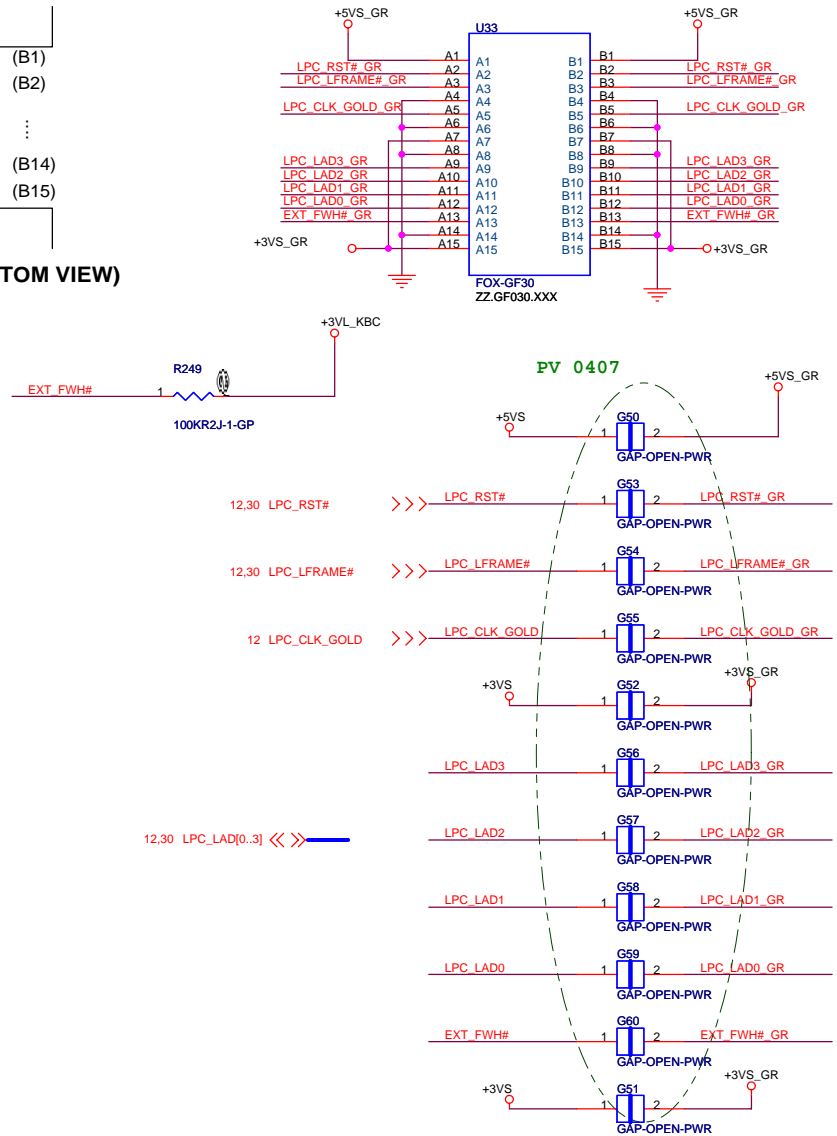 (B1)
(B2)
(B14)
(B15)
TOM VIEW)
+5VS_GR
U33
+5VS_GR
A1 A1 B1 B1
LPC_RST#_GR A2 A2 B2 B2 LPC_RST#_GR
LPC_LFRAME#_GR A3 A3 B3 B3 LPC_LFRAME#_GR
A4 A4 B4 B4
LPC_CLK_GOLD_GR A5 A5 B5 B5 LPC_CLK_GOLD_GR
A6 A6 B6 B6
A7 A7 B7 B7
A8 A8 B8 B8
LPC_LAD3_GR A9 A9 B9 B9 LPC_LAD3_GR
LPC_LAD2_GR A10 A10 B10 B10 LPC_LAD2_GR
LPC_LAD1_GR A11 A11 B11 B11 LPC_LAD1_GR
LPC_LAD0_GR A12 A12 B12 B12 LPC_LAD0_GR
EXT_FWH#_GR A13 A13 B13 B13 EXT_FWH#_GR
A14 A14 B14 B14
+3VS_GR A15 A15 B15 B15 +3VS_GR
FOX-GF30
ZZ.GF030.XXX
+3VL_KBC
R249
EXT_FWH# 1
100KR2J-1-GP
PV 0407
+5VS G50 +5VS_GR
1 2
GAP-OPEN-PWR
G53
12,30 LPC_RST# LPC_RST# 1 2 LPC_RST#_GR
GAP-OPEN-PWR
G54
12,30 LPC_LFRAME# LPC_LFRAME# 1 2 LPC_LFRAME#_GR
GAP-OPEN-PWR
G55
12 LPC_CLK_GOLD LPC_CLK_GOLD 1 2 LPC_CLK_GOLD_GR
GAP-OPEN-PWR
+3VS G52 +3VS_GR
1 2
GAP-OPEN-PWR
G56
LPC_LAD3 1 2 LPC_LAD3_GR
GAP-OPEN-PWR
G57
12,30 LPC_LAD[0..3] LPC_LAD2 1 2 LPC_LAD2_GR
GAP-OPEN-PWR
G58
LPC_LAD1 1 2 LPC_LAD1_GR
GAP-OPEN-PWR
G59
LPC_LAD0 1 2 LPC_LAD0_GR
GAP-OPEN-PWR
G60
EXT_FWH# 1 2 EXT_FWH#_GR
GAP-OPEN-PWR
+3VS G51 +3VS_GR
1 2
GAP-OPEN-PWR